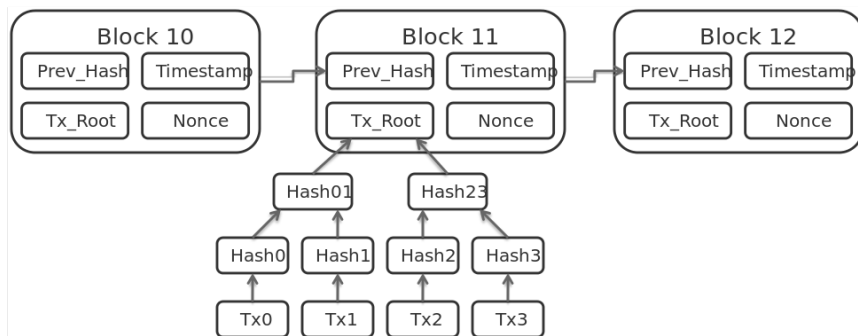 Block 10
Block 11
Block 12
Prev_Hash Timestamp
Prev_Hash Timestamp
Prev_Hash Timestamp
Tx_Root Nonce
Tx_Root Nonce
Tx_Root Nonce
Hash01 Hash23
Hash0 Hash1 Hash2 Hash3
Tx0 Tx1 Tx2 Tx3